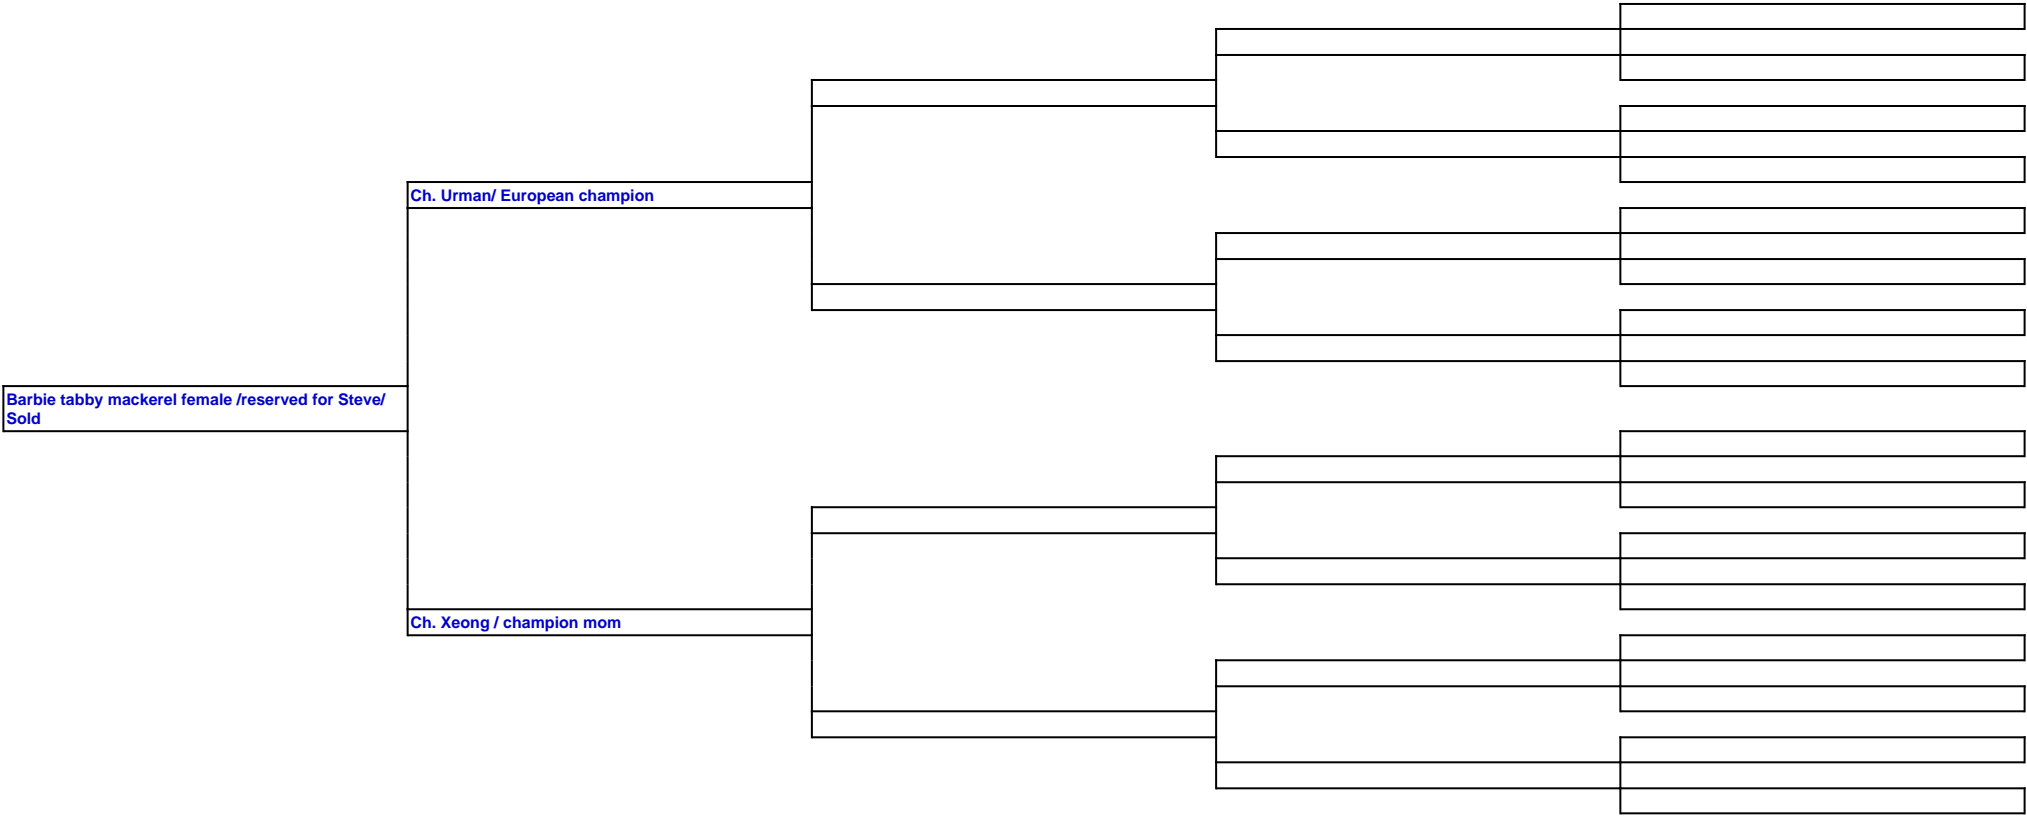 Ch. Urman/ European champion
Barbie tabby mackerel female /reserved for Steve/
Sold
Ch. Xeong / champion mom